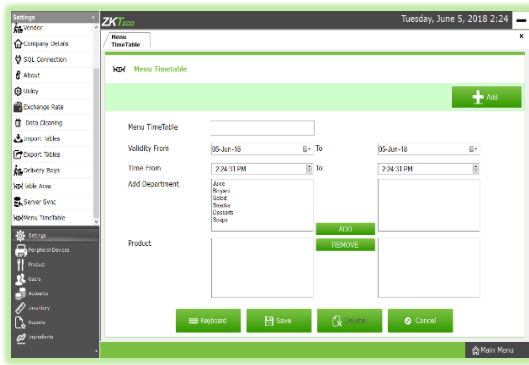 Settings
ZKTeco
Tuesday, June 5, 2018 2:24
Vendor
Company Details
SQL Connection
About
Utility
Exchange Rate
Data Cleaning
Import Tables
Export Tables
Delivery Boys
Table Area
Server Sync
Menu TimeTable
Settings
Peripheral Devices
Product
Users
Accounts
Inventory
Reports
Ingredients
Menu
TimeTable
x
Menu Timetable
Add
Menu TimeTable
Validity From
05-Jun-18
To
05-Jun-18
Time From
2:24:31 PM
To
2:24:31 PM
Add Department
Juice
Biryani
Salad
Snacks
Desserts
Soups
ADD
REMOVE
Product
Keyboard
Save
Delete
Cancel
Main Menu